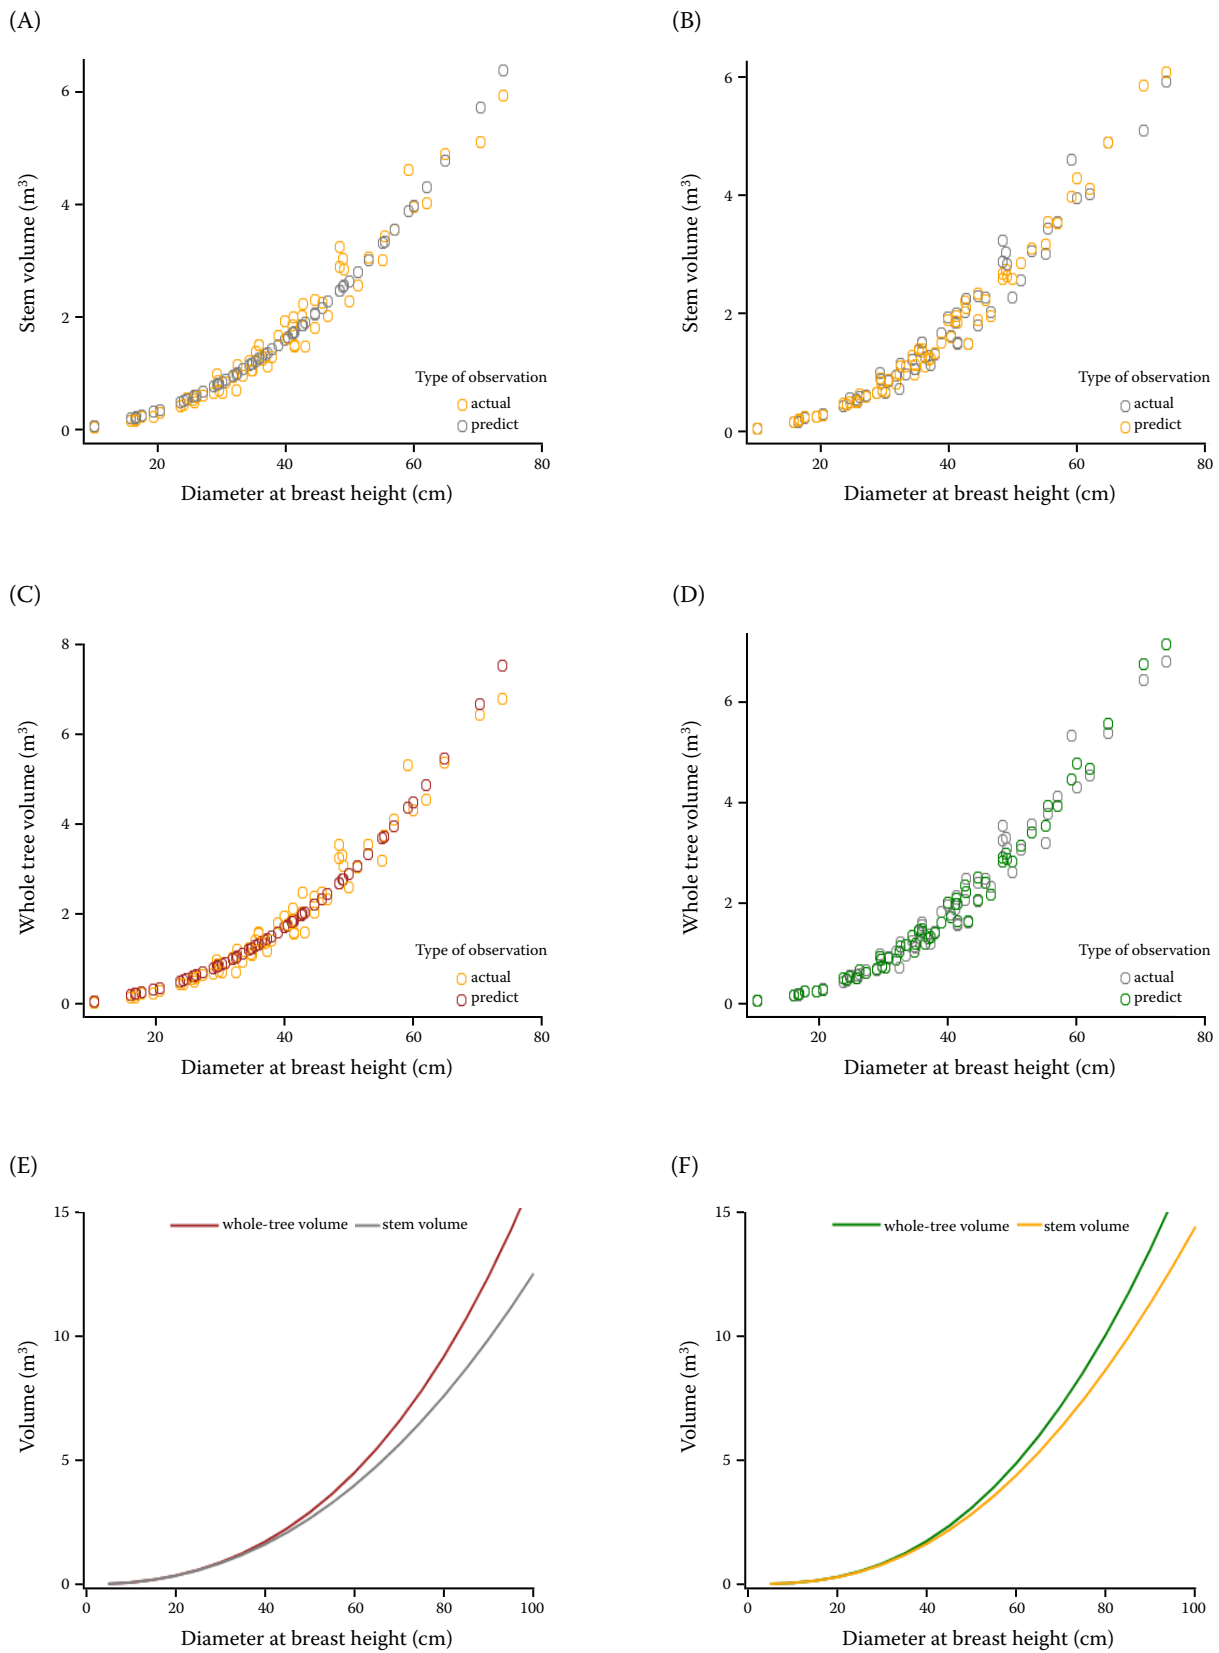 (A)
6
4
2
0
Stem volume (m³)
Type of observation
actual
predict
20 40 60 80
Diameter at breast height (cm)
(B)
6
4
2
0
Stem volume (m³)
Type of observation
actual
predict
20 40 60 80
Diameter at breast height (cm)
(C)
8
6
4
2
0
Whole tree volume (m³)
Type of observation
actual
predict
20 40 60 80
Diameter at breast height (cm)
(D)
6
4
2
0
Whole tree volume (m³)
Type of observation
actual
predict
20 40 60 80
Diameter at breast height (cm)
(E)
15
10
5
0
Volume (m³)
whole-tree volume stem volume
0 20 40 60 80 100
Diameter at breast height (cm)
(F)
15
10
5
0
Volume (m³)
whole-tree volume stem volume
0 20 40 60 80 100
Diameter at breast height (cm)